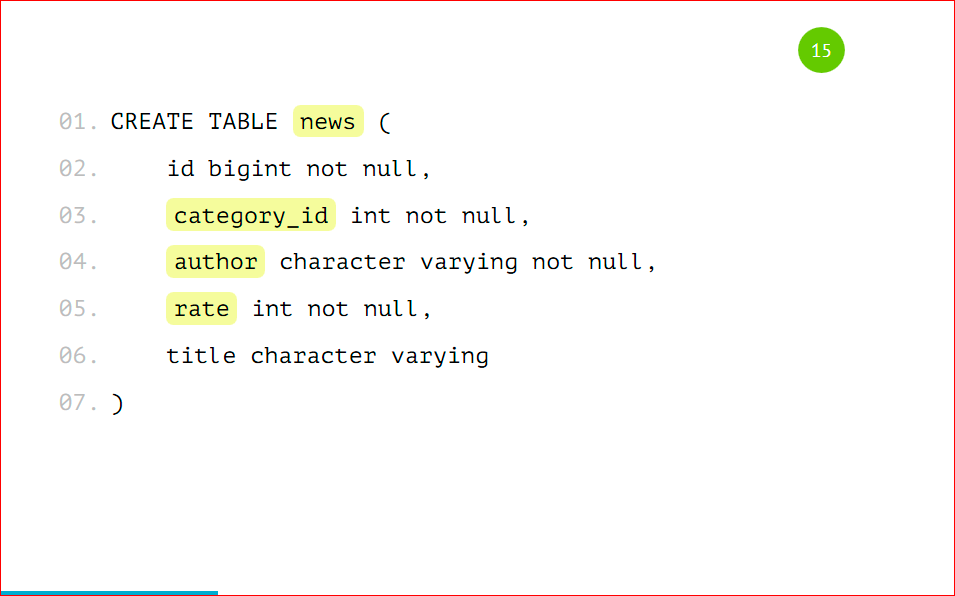 15
01. CREATE TABLE news (
02.     id bigint not null,
03.     category_id int not null,
04.     author character varying not null,
05.     rate int not null,
06.     title character varying
07. )